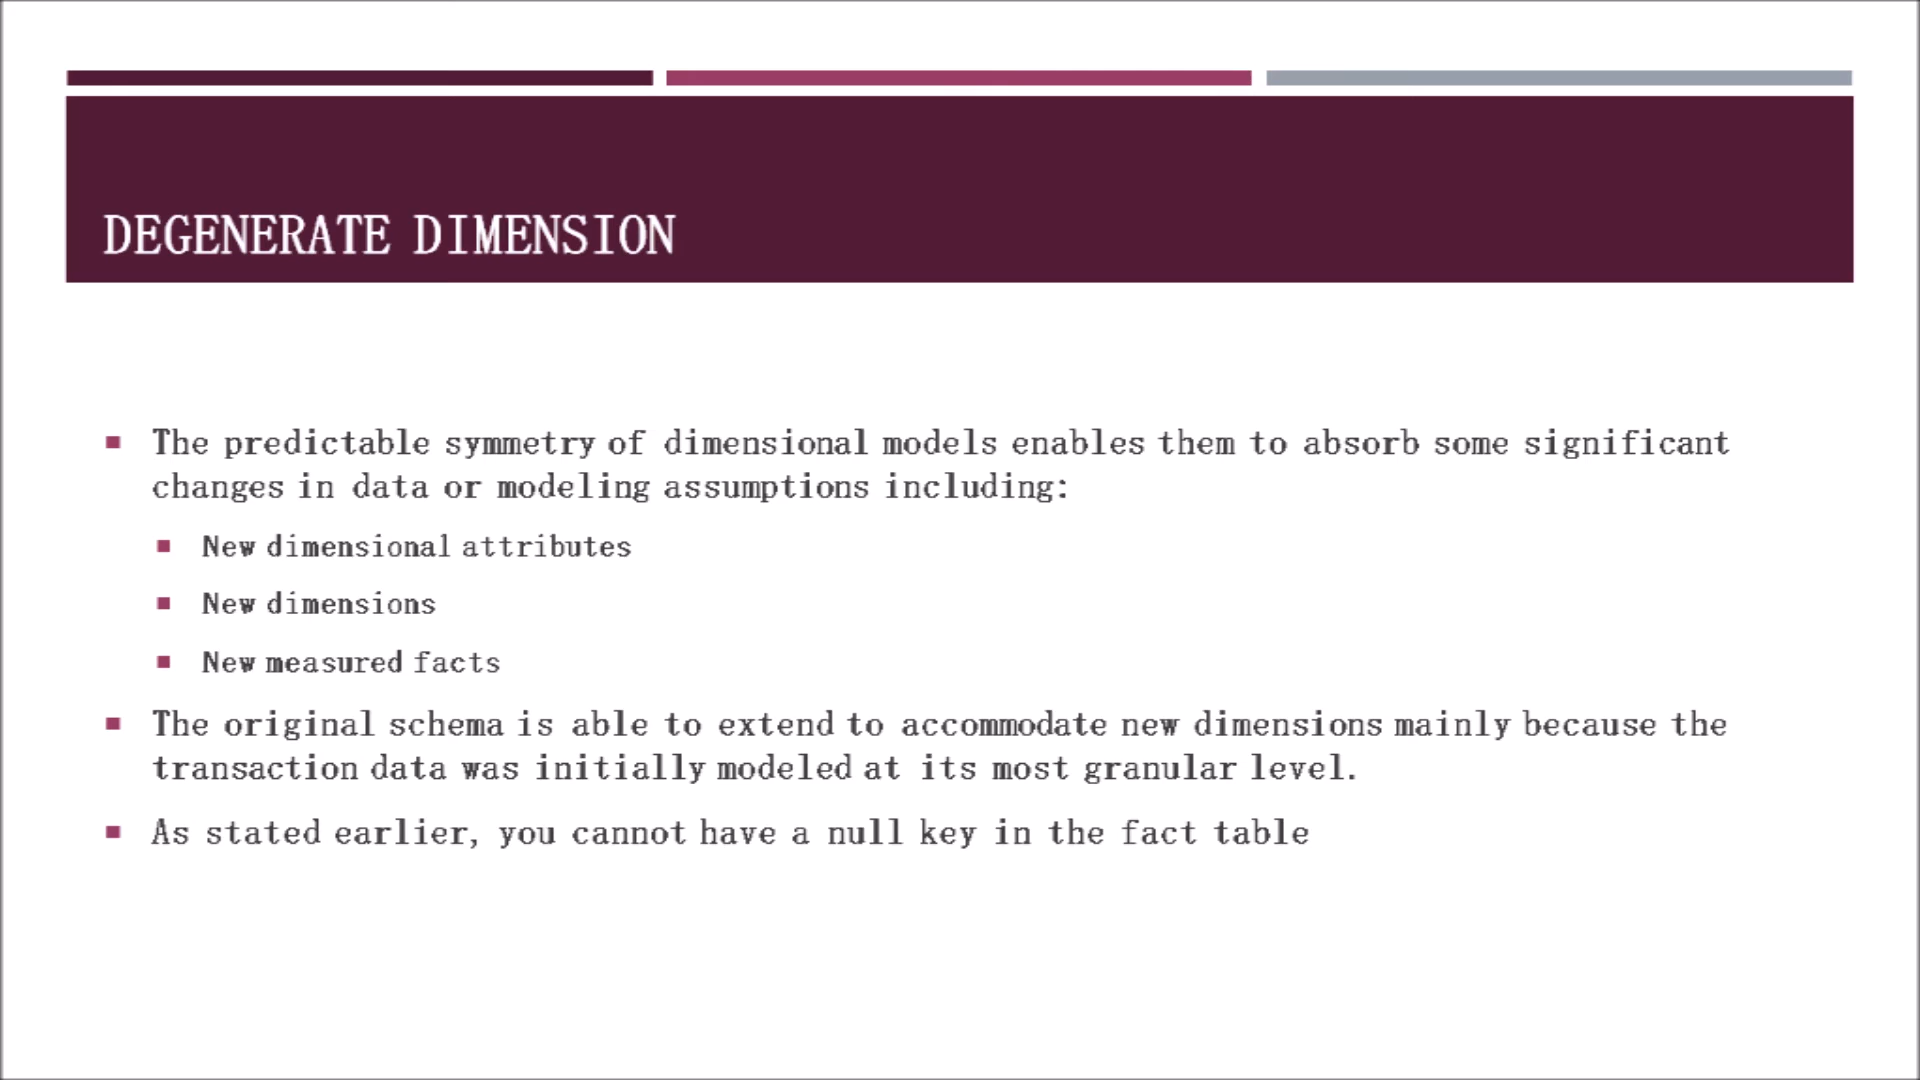 DEGENERATE DIMENSION
The predictable symmetry of dimensional models enables them to absorb some significant
changes in data or modeling assumptions including:
New dimensional attributes
New dimensions
New measured facts
The original schema is able to extend to accommodate new dimensions mainly because the
transaction data was initially modeled at its most granular level.
As stated earlier, you cannot have a null key in the fact table